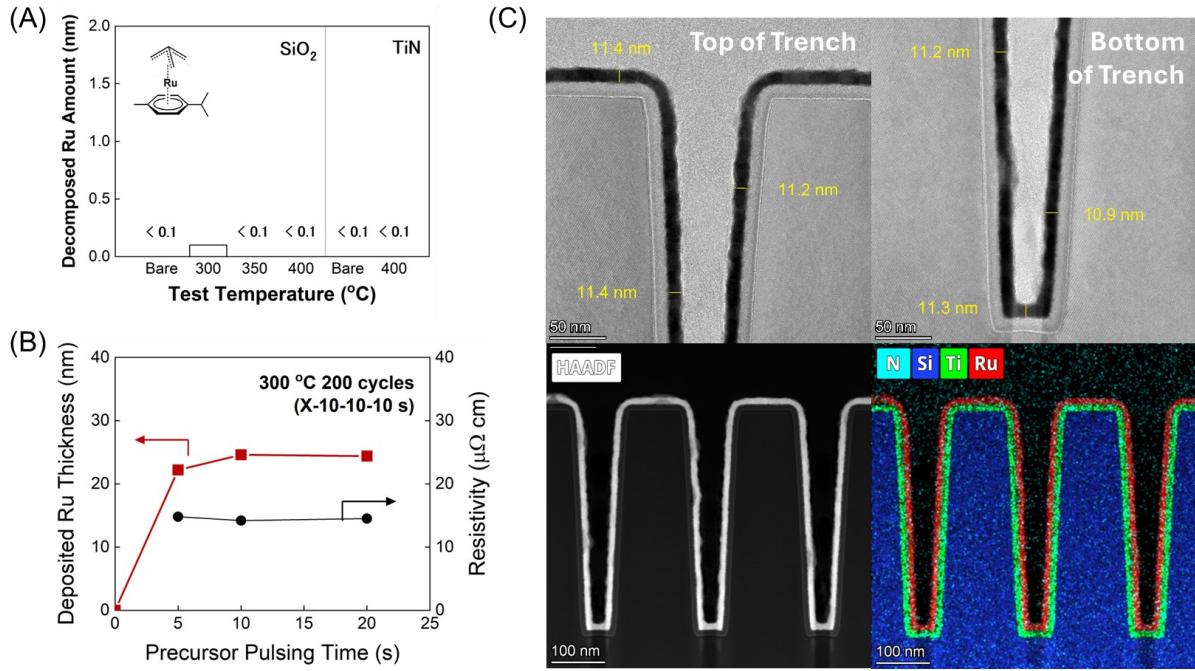 (A)
Decomposed Ru Amount (nm)
2.0
1.5
1.0
0.5
0.0
SiO₂
TiN
Ru
< 0.1
< 0.1
< 0.1
< 0.1
< 0.1
Bare
300
350
400
Bare
400
Test Temperature (°C)
(B)
Deposited Ru Thickness (nm)
40
30
20
10
0
300 °C 200 cycles
(X-10-10-10 s)
40
30
20
10
0
Resistivity (μΩ cm)
0
5
10
15
20
25
Precursor Pulsing Time (s)
(C)
11.4 nm
Top of Trench
11.2 nm
11.4 nm
50 nm
11.2 nm
Bottom
of Trench
10.9 nm
11.3 nm
50 nm
HAADF
100 nm
N
Si
Ti
Ru
100 nm